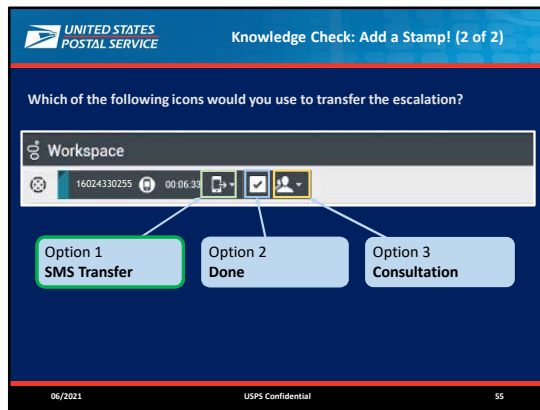 UNITED STATES
POSTAL SERVICE
Knowledge Check: Add a Stamp! (2 of 2)
Which of the following icons would you use to transfer the escalation?
Workspace
16024330255 00:06:33
Option 1
SMS Transfer
Option 2
Done
Option 3
Consultation
06/2021 USPS Confidential 55